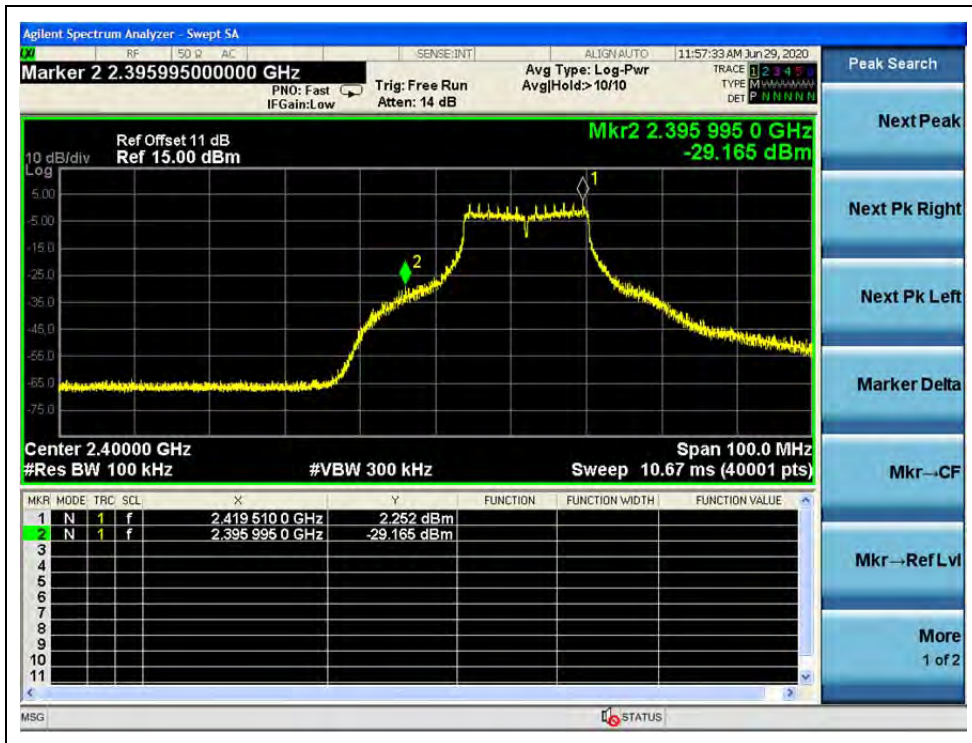 Agilent Spectrum Analyzer - Swept SA
LXI RF 50 Ω AC SENSE:INT ALIGN AUTO 11:57:33 AM Jun 29, 2020
Marker 2 2.395995000000 GHz
PNO: Fast
IFGain:Low
Trig: Free Run
Atten: 14 dB
Avg Type: Log-Pwr
Avg|Hold:>10/10
TRACE 1 2 3 4 5 6
TYPE M
DET P N N N N N
Mkr2 2.395 995 0 GHz
-29.165 dBm
Ref Offset 11 dB
10 dB/div Ref 15.00 dBm
Log
5.00
-5.00
-15.0
-25.0
-35.0
-45.0
-55.0
-65.0
-75.0
1
2
Center 2.40000 GHz Span 100.0 MHz
#Res BW 100 kHz #VBW 300 kHz Sweep 10.67 ms (40001 pts)
MKR MODE TRC SCL X Y FUNCTION FUNCTION WIDTH FUNCTION VALUE
1 N 1 f 2.419 510 0 GHz 2.252 dBm
2 N 1 f 2.395 995 0 GHz -29.165 dBm
3
4
5
6
7
8
9
10
11
MSG STATUS
Peak Search
Next Peak
Next Pk Right
Next Pk Left
Marker Delta
Mkr→CF
Mkr→Ref Lvl
More
1 of 2